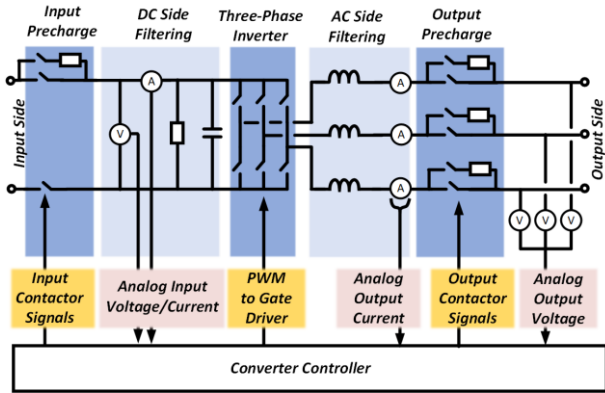 Input
Precharge
DC Side
Filtering
Three-Phase
Inverter
AC Side
Filtering
Output
Precharge
Input Side
A
V
A
A
A
V
V
V
Output Side
Input
Contactor
Signals
Analog Input
Voltage/Current
PWM
to Gate
Driver
Analog
Output
Current
Output
Contactor
Signals
Analog
Output
Voltage
Converter Controller